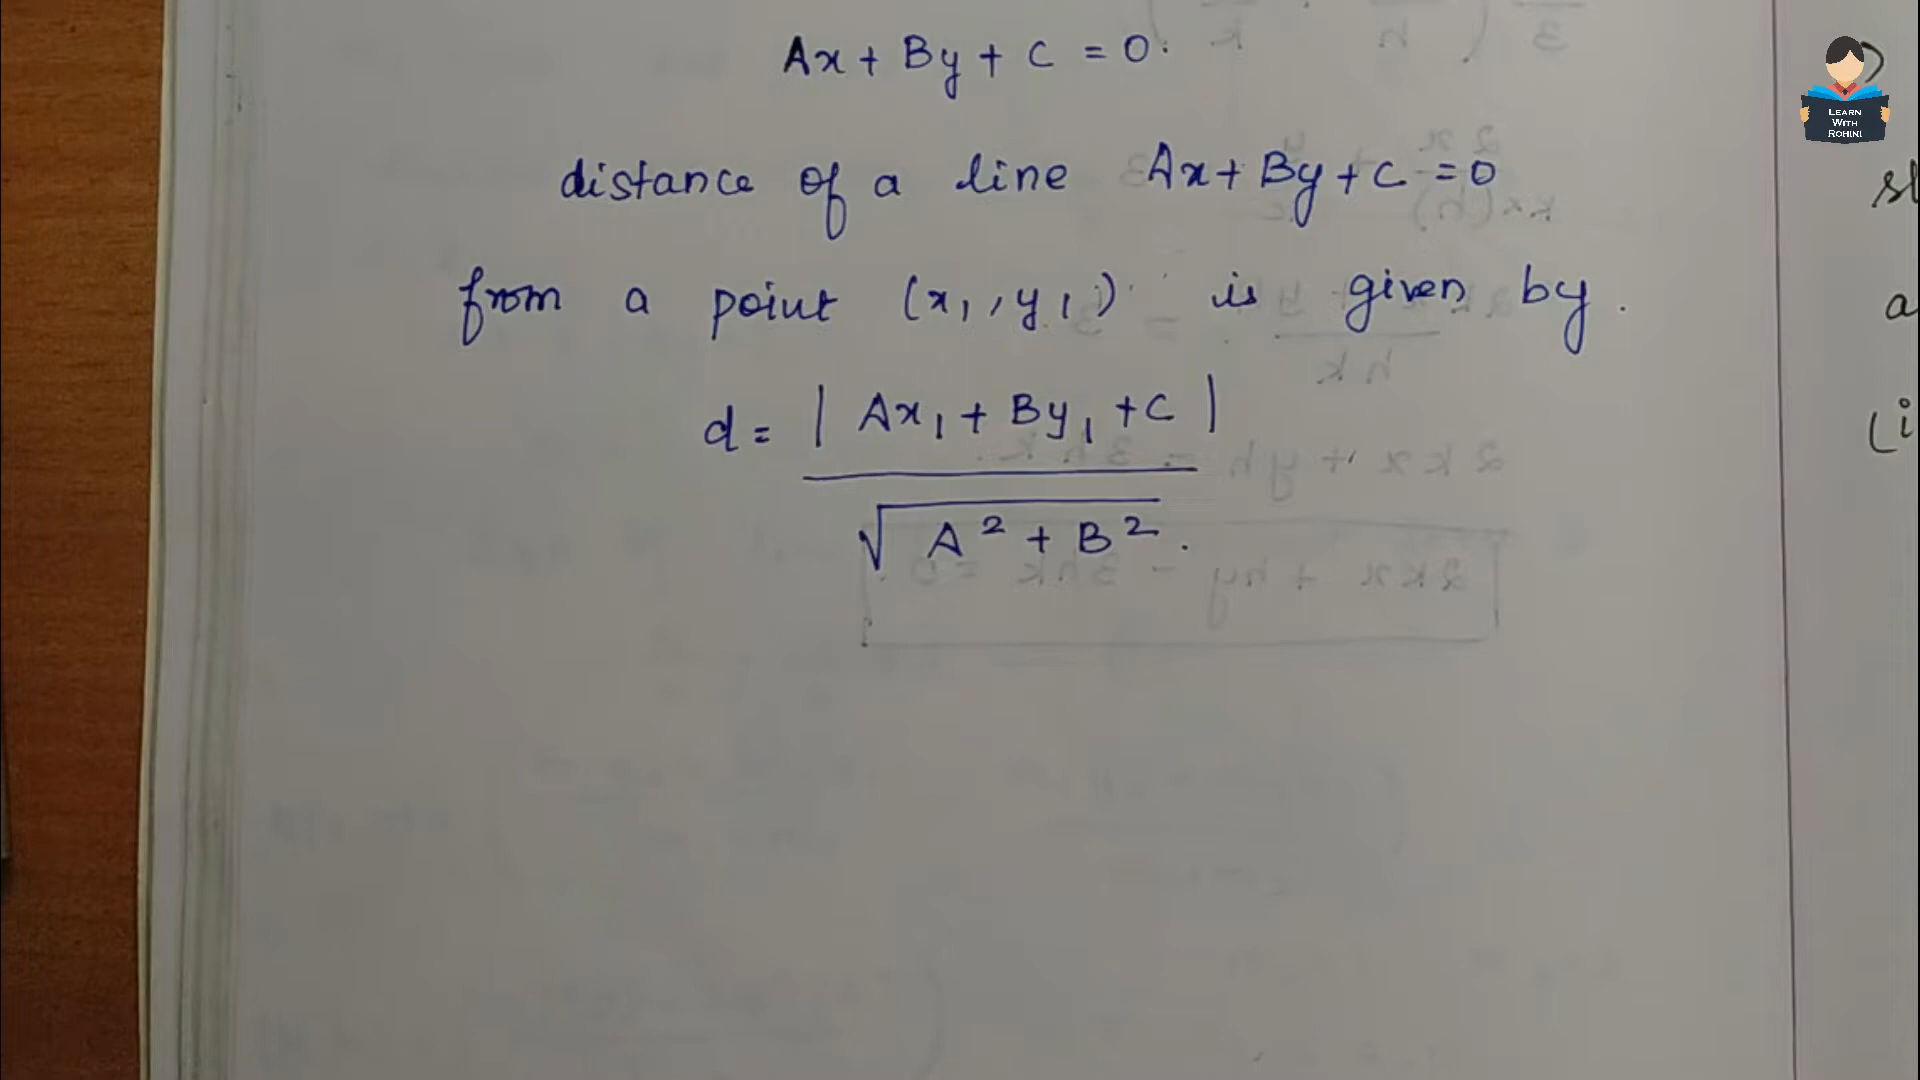 Ax + By + C = 0.
distance of a line Ax + By + C = 0
from a point (x₁, y₁) is given by.
d = | Ax₁ + By₁ + C |
√ A² + B² .
LEARN
WITH
ROHINI